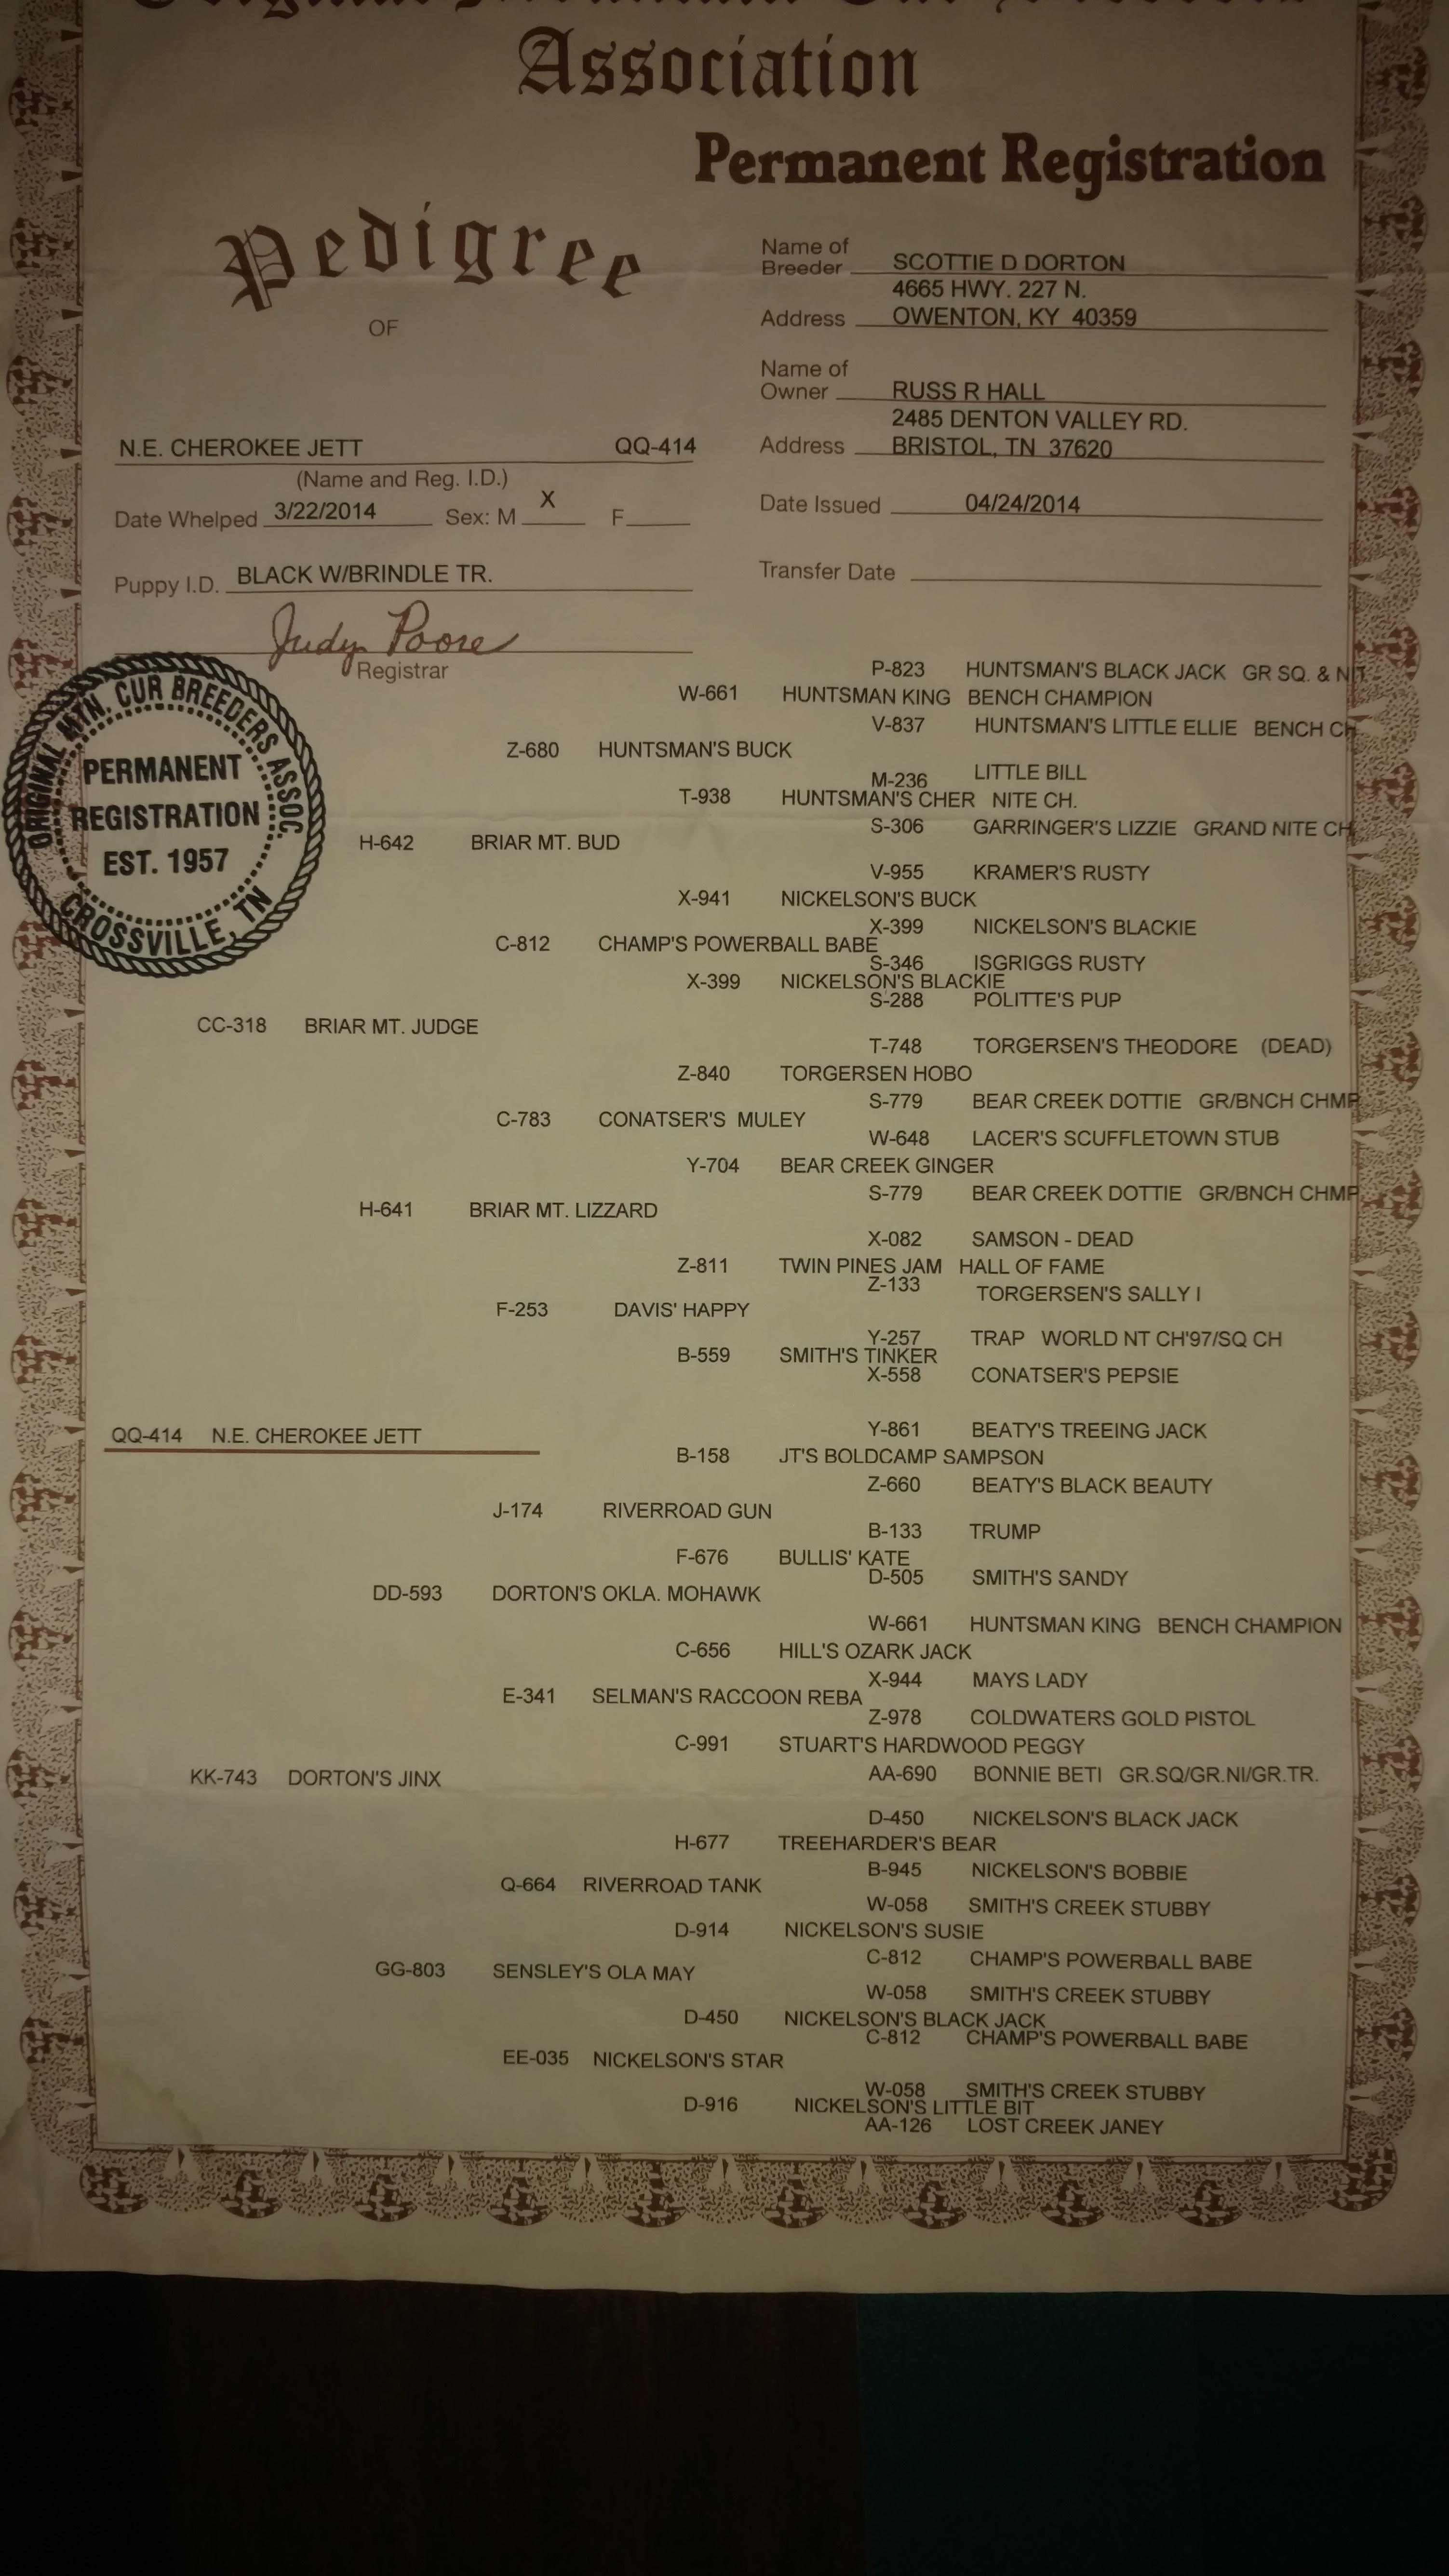 Original Mountain Cur Breeders
Association
Permanent Registration
Pedigree
OF
Name of
Breeder SCOTTIE D DORTON
4665 HWY. 227 N.
Address OWENTON, KY 40359
Name of
Owner RUSS R HALL
2485 DENTON VALLEY RD.
Address BRISTOL, TN 37620
N.E. CHEROKEE JETT QQ-414
(Name and Reg. I.D.)
Date Whelped 3/22/2014 Sex: M X F
Date Issued 04/24/2014
Puppy I.D. BLACK W/BRINDLE TR.
Transfer Date
Judy Poore
Registrar
ORIGINAL MTN. CUR BREEDERS ASSOC.
PERMANENT
REGISTRATION
EST. 1957
CROSSVILLE, TN
P-823 HUNTSMAN'S BLACK JACK GR SQ. & NIT
W-661 HUNTSMAN KING BENCH CHAMPION
V-837 HUNTSMAN'S LITTLE ELLIE BENCH CH
Z-680 HUNTSMAN'S BUCK
M-236 LITTLE BILL
T-938 HUNTSMAN'S CHER NITE CH.
S-306 GARRINGER'S LIZZIE GRAND NITE CH
H-642 BRIAR MT. BUD
V-955 KRAMER'S RUSTY
X-941 NICKELSON'S BUCK
X-399 NICKELSON'S BLACKIE
C-812 CHAMP'S POWERBALL BABE
S-346 ISGRIGGS RUSTY
X-399 NICKELSON'S BLACKIE
S-288 POLITTE'S PUP
CC-318 BRIAR MT. JUDGE
T-748 TORGERSEN'S THEODORE (DEAD)
Z-840 TORGERSEN HOBO
S-779 BEAR CREEK DOTTIE GR/BNCH CHMP
C-783 CONATSER'S MULEY
W-648 LACER'S SCUFFLETOWN STUB
Y-704 BEAR CREEK GINGER
S-779 BEAR CREEK DOTTIE GR/BNCH CHMP
H-641 BRIAR MT. LIZZARD
X-082 SAMSON - DEAD
Z-811 TWIN PINES JAM HALL OF FAME
Z-133 TORGERSEN'S SALLY I
F-253 DAVIS' HAPPY
Y-257 TRAP WORLD NT CH'97/SQ CH
B-559 SMITH'S TINKER
X-558 CONATSER'S PEPSIE
QQ-414 N.E. CHEROKEE JETT
Y-861 BEATY'S TREEING JACK
B-158 JT'S BOLDCAMP SAMPSON
Z-660 BEATY'S BLACK BEAUTY
J-174 RIVERROAD GUN
B-133 TRUMP
F-676 BULLIS' KATE
D-505 SMITH'S SANDY
DD-593 DORTON'S OKLA. MOHAWK
W-661 HUNTSMAN KING BENCH CHAMPION
C-656 HILL'S OZARK JACK
X-944 MAYS LADY
E-341 SELMAN'S RACCOON REBA
Z-978 COLDWATERS GOLD PISTOL
C-991 STUART'S HARDWOOD PEGGY
AA-690 BONNIE BETI GR.SQ/GR.NI/GR.TR.
KK-743 DORTON'S JINX
D-450 NICKELSON'S BLACK JACK
H-677 TREEHARDER'S BEAR
B-945 NICKELSON'S BOBBIE
Q-664 RIVERROAD TANK
W-058 SMITH'S CREEK STUBBY
D-914 NICKELSON'S SUSIE
C-812 CHAMP'S POWERBALL BABE
GG-803 SENSLEY'S OLA MAY
W-058 SMITH'S CREEK STUBBY
D-450 NICKELSON'S BLACK JACK
C-812 CHAMP'S POWERBALL BABE
EE-035 NICKELSON'S STAR
W-058 SMITH'S CREEK STUBBY
D-916 NICKELSON'S LITTLE BIT
AA-126 LOST CREEK JANEY